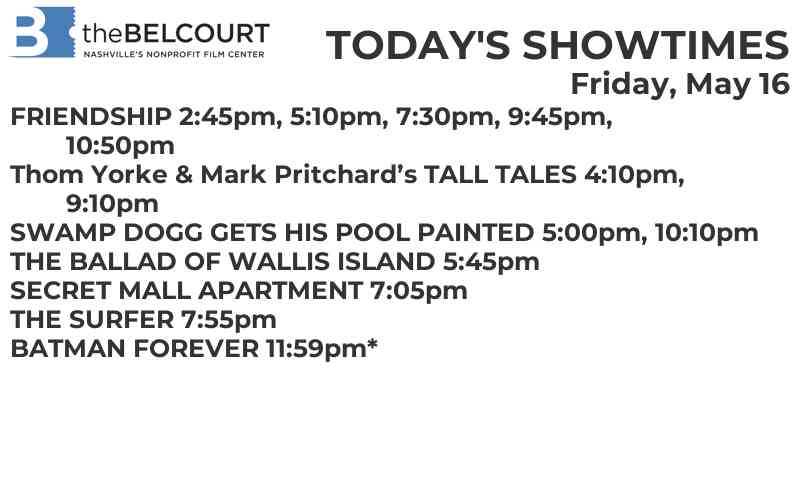 B theBELCOURT
NASHVILLE'S NONPROFIT FILM CENTER
TODAY'S SHOWTIMES
Friday, May 16
FRIENDSHIP 2:45pm, 5:10pm, 7:30pm, 9:45pm,
10:50pm
Thom Yorke & Mark Pritchard’s TALL TALES 4:10pm,
9:10pm
SWAMP DOGG GETS HIS POOL PAINTED 5:00pm, 10:10pm
THE BALLAD OF WALLIS ISLAND 5:45pm
SECRET MALL APARTMENT 7:05pm
THE SURFER 7:55pm
BATMAN FOREVER 11:59pm*